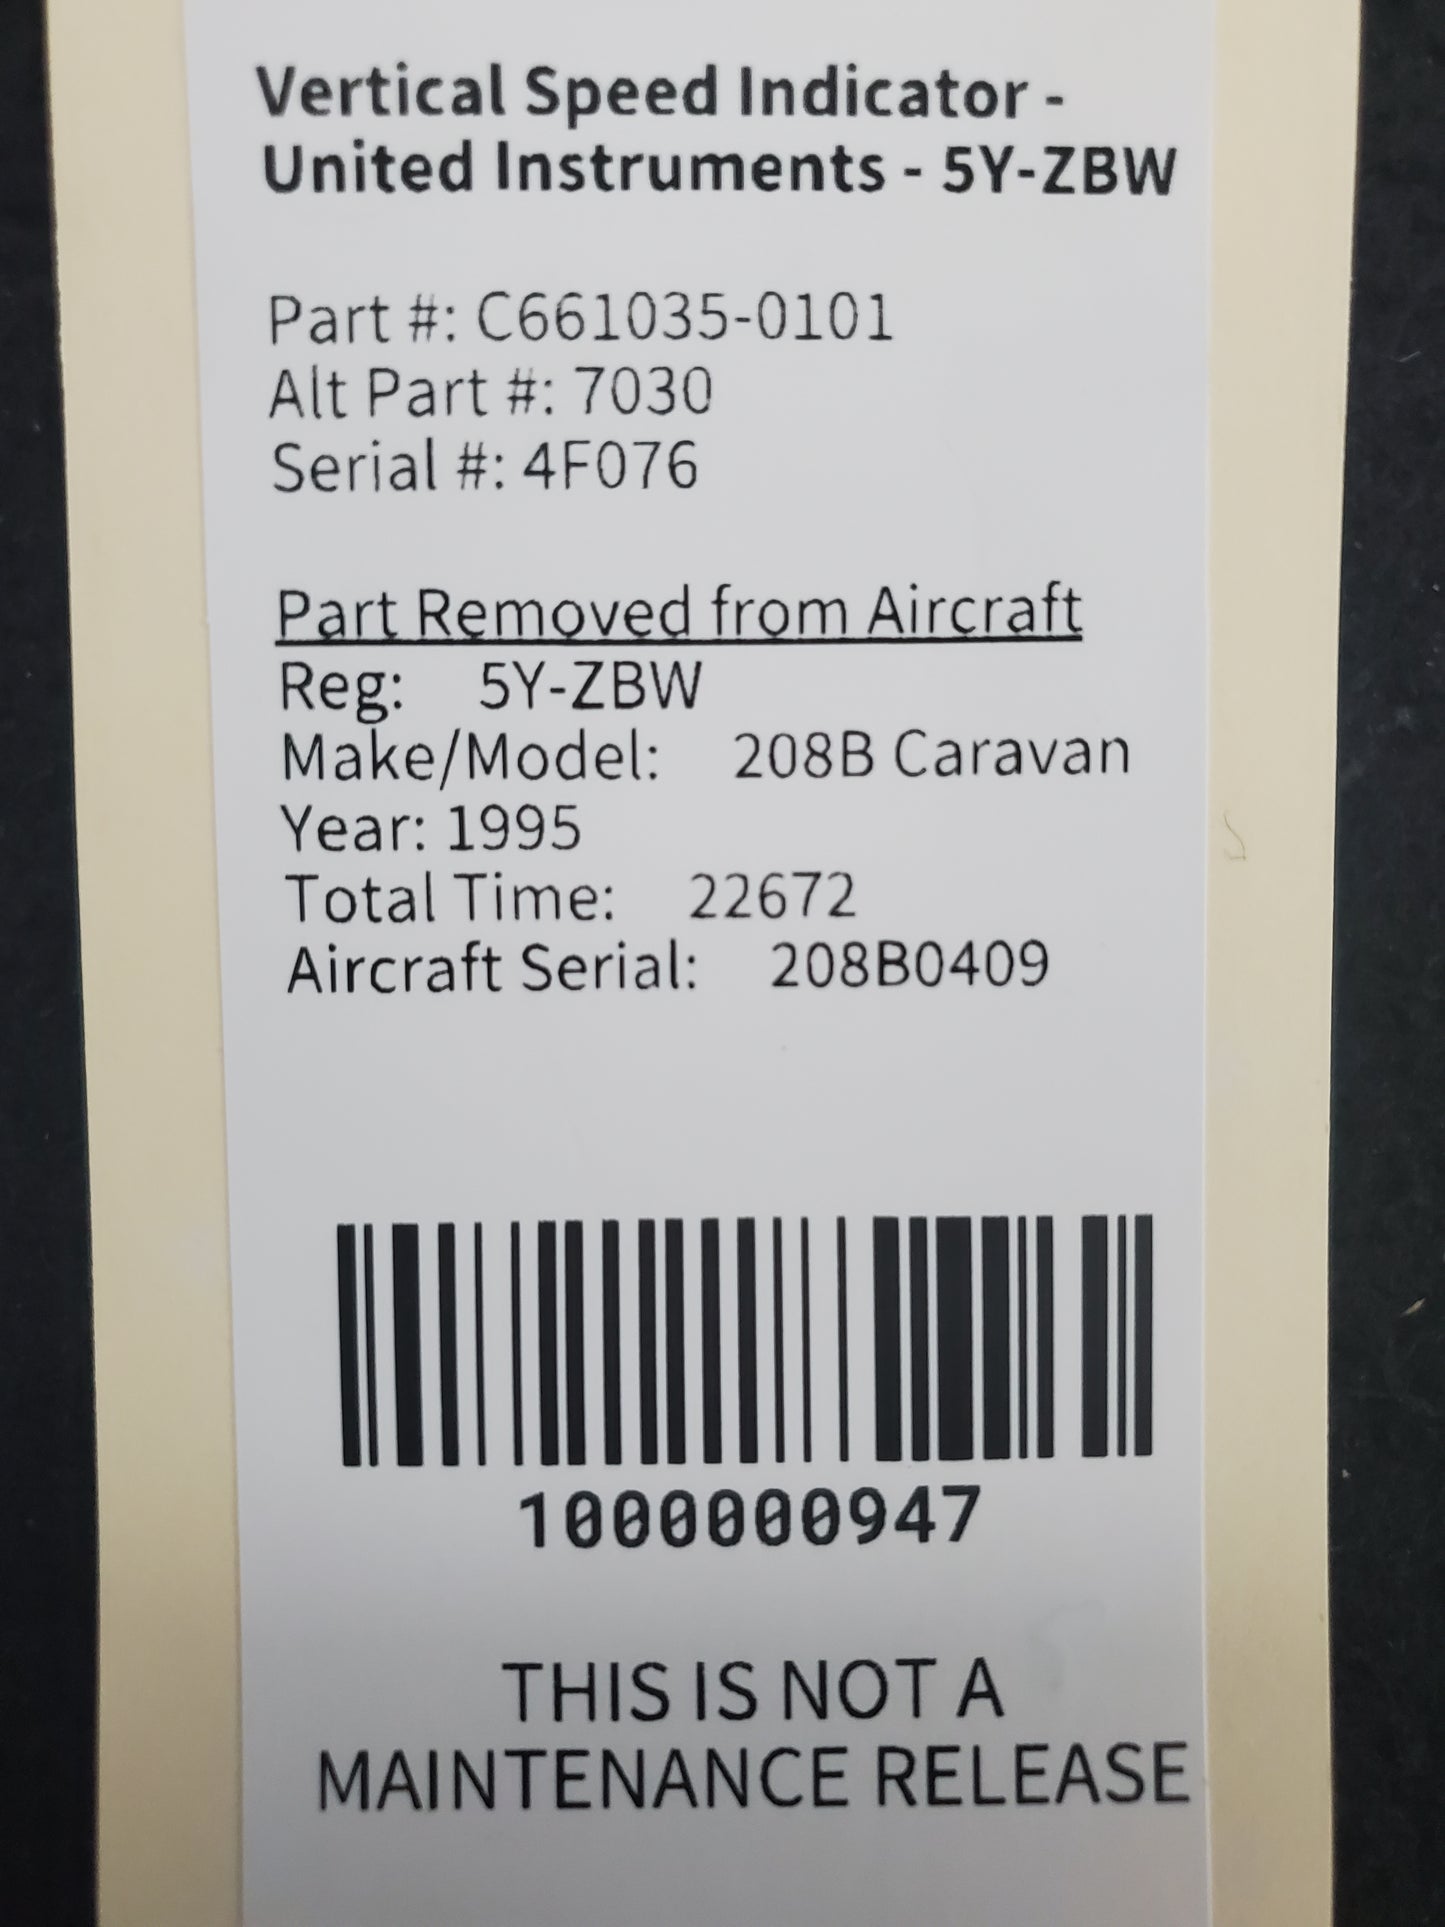 Vertical Speed Indicator -
United Instruments - 5Y-ZBW
Part #: C661035-0101
Alt Part #: 7030
Serial #: 4F076
Part Removed from Aircraft
Reg: 5Y-ZBW
Make/Model: 208B Caravan
Year: 1995
Total Time: 22672
Aircraft Serial: 208B0409
1000000947
THIS IS NOT A
MAINTENANCE RELEASE